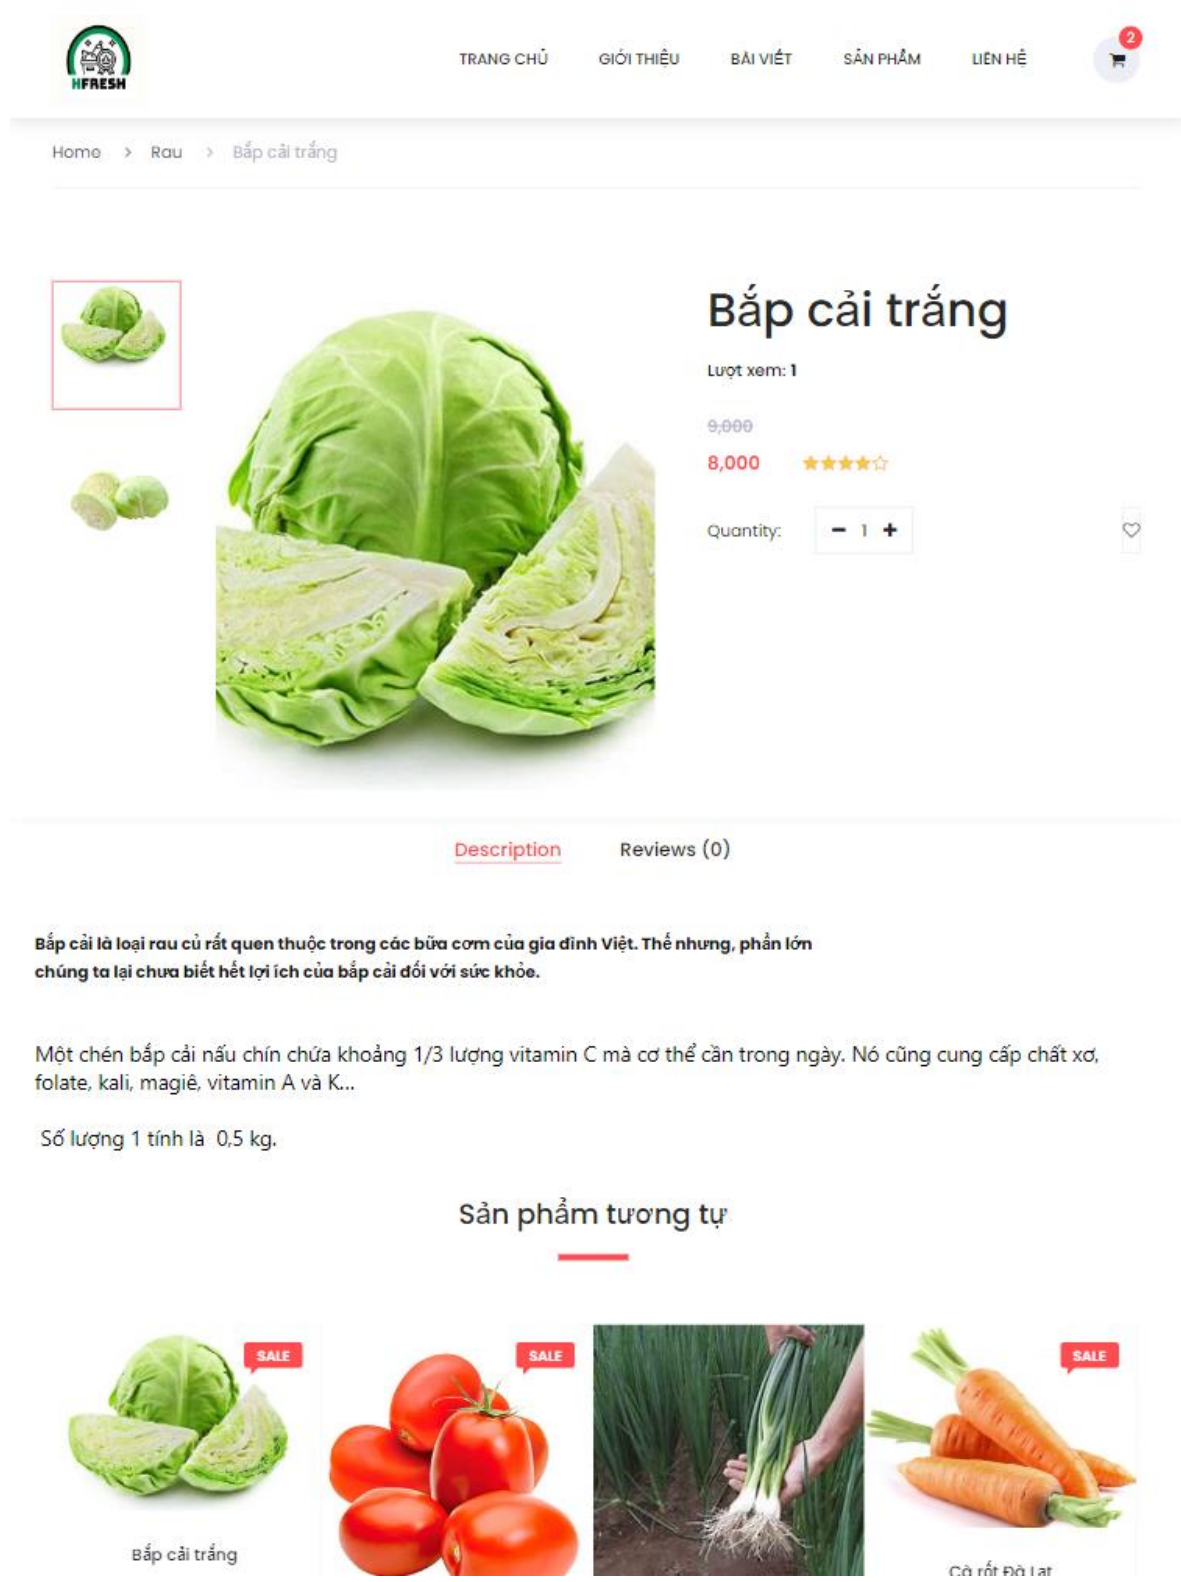 HFRESH
TRANG CHỦ GIỚI THIỆU BÀI VIẾT SẢN PHẨM LIÊN HỆ 2
Home > Rau > Bắp cải trắng
Bắp cải trắng
Lượt xem: 1
9,000
8,000
Quantity: - 1 +
Description Reviews (0)
Bắp cải là loại rau củ rất quen thuộc trong các bữa cơm của gia đình Việt. Thế nhưng, phần lớn
chúng ta lại chưa biết hết lợi ích của bắp cải đối với sức khỏe.
Một chén bắp cải nấu chín chứa khoảng 1/3 lượng vitamin C mà cơ thể cần trong ngày. Nó cũng cung cấp chất xơ,
folate, kali, magiê, vitamin A và K...
Số lượng 1 tính là 0,5 kg.
Sản phẩm tương tự
SALE SALE SALE
Bắp cải trắng
Cà rốt Đà Lạt